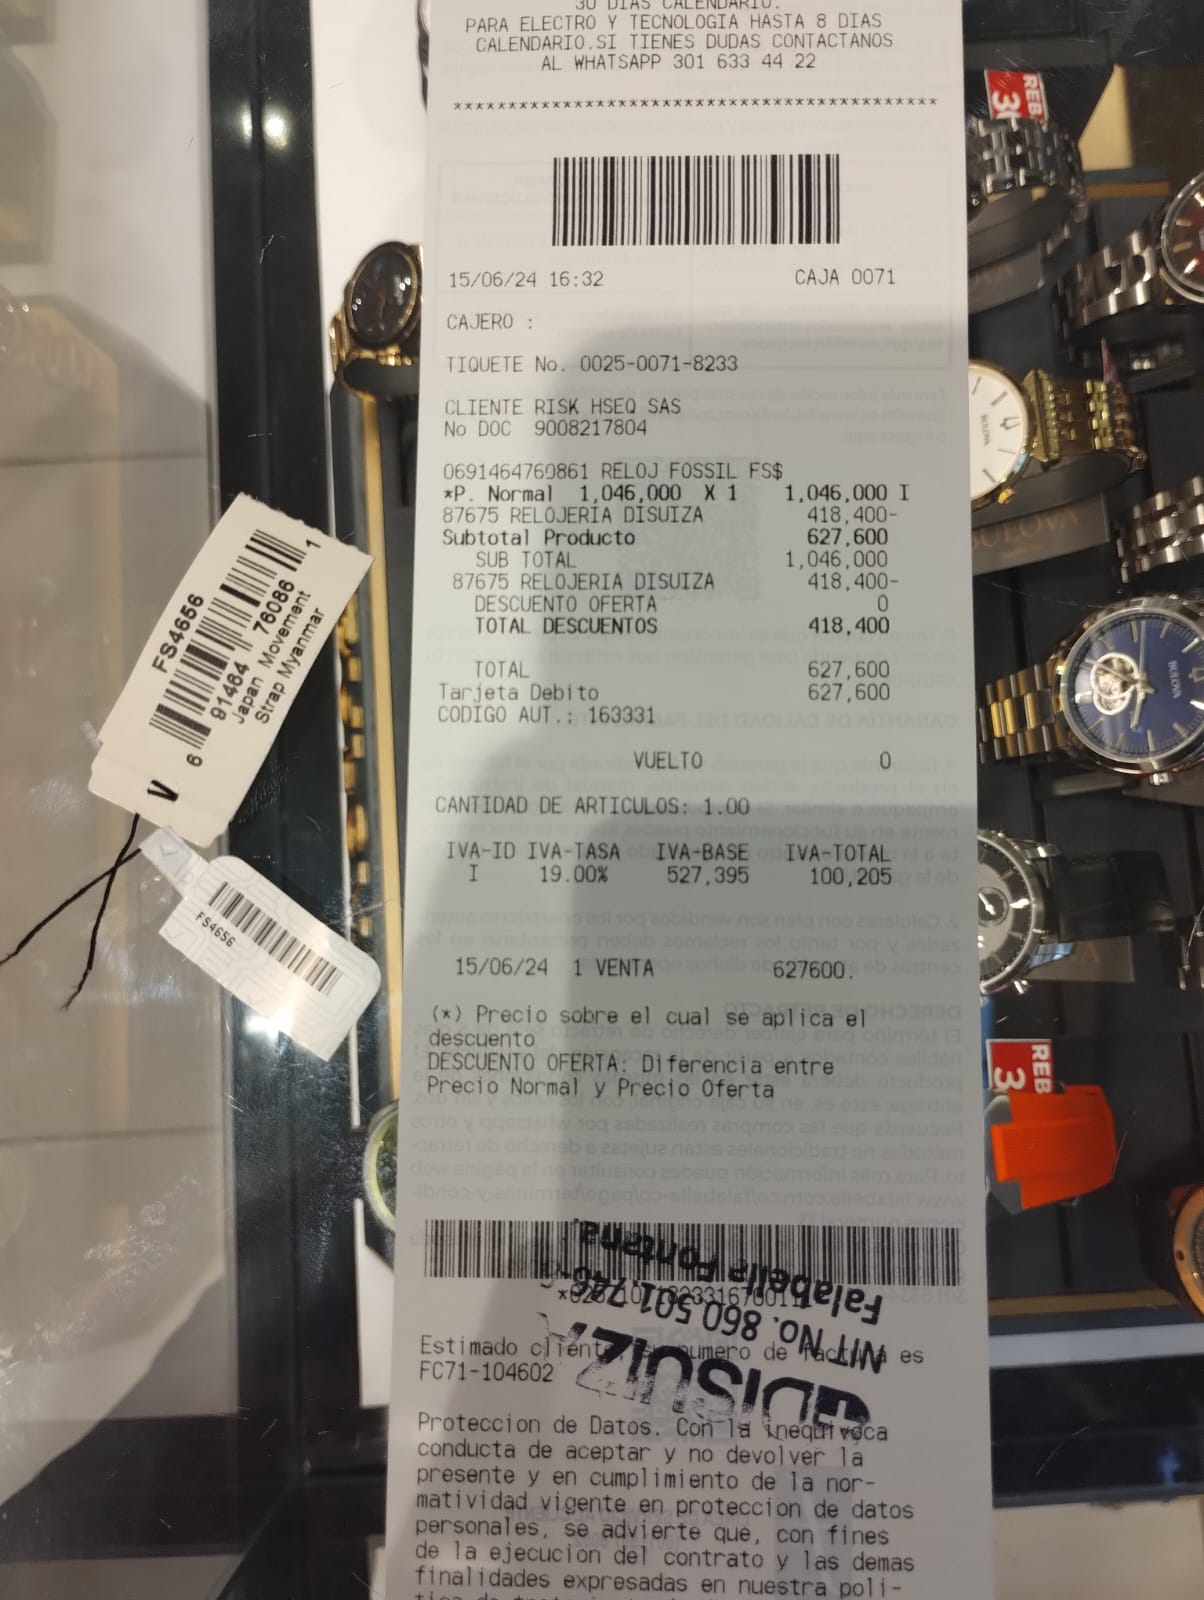 30 DIAS CALENDARIO.
PARA ELECTRO Y TECNOLOGIA HASTA 8 DIAS
CALENDARIO.SI TIENES DUDAS CONTACTANOS
AL WHATSAPP 301 633 44 22
********************************************
15/06/24 16:32 CAJA 0071
CAJERO :
TIQUETE No. 0025-0071-8233
CLIENTE RISK HSEQ SAS
No DOC 9008217804
0691464760861 RELOJ FOSSIL FS$
*P. Normal 1,046,000 X 1 1,046,000 I
87675 RELOJERIA DISUIZA 418,400-
Subtotal Producto 627,600
SUB TOTAL 1,046,000
87675 RELOJERIA DISUIZA 418,400-
DESCUENTO OFERTA 0
TOTAL DESCUENTOS 418,400
TOTAL 627,600
Tarjeta Debito 627,600
CODIGO AUT.: 163331
VUELTO 0
CANTIDAD DE ARTICULOS: 1.00
IVA-ID IVA-TASA IVA-BASE IVA-TOTAL
I 19.00% 527,395 100,205
15/06/24 1 VENTA 627600.
(*) Precio sobre el cual se aplica el
descuento
DESCUENTO OFERTA: Diferencia entre
Precio Normal y Precio Oferta
Estimado cliente, su numero de factura es
FC71-104602
Proteccion de Datos. Con la inequivoca
conducta de aceptar y no devolver la
presente y en cumplimiento de la nor-
matividad vigente en proteccion de datos
personales, se advierte que, con fines
de la ejecucion del contrato y las demas
finalidades expresadas en nuestra poli-
DISUIZA
NIT No. 860.501.746-
Falabella Fontana.
FS4656
6 91464 76086 1
Japan Movement
Strap Myanmar
V
FS4656
REB
30
BULOVA
BULOVA
BULOVA
REB
3